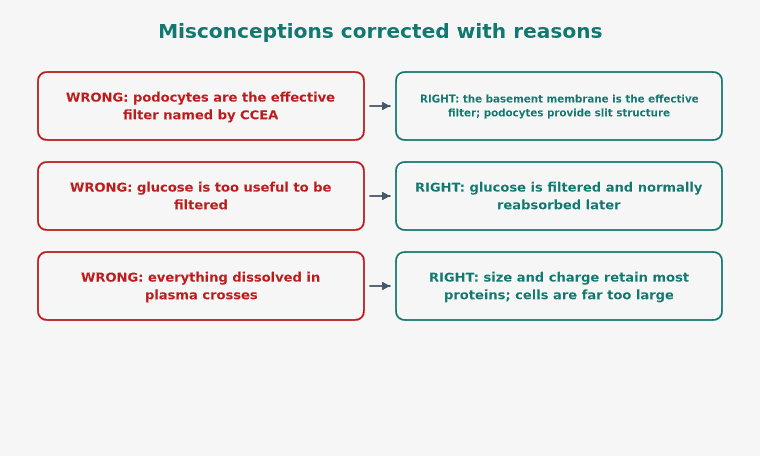 Misconceptions corrected with reasons
WRONG: podocytes are the effective
filter named by CCEA
RIGHT: the basement membrane is the effective
filter; podocytes provide slit structure
WRONG: glucose is too useful to be
filtered
RIGHT: glucose is filtered and normally
reabsorbed later
WRONG: everything dissolved in
plasma crosses
RIGHT: size and charge retain most
proteins; cells are far too large